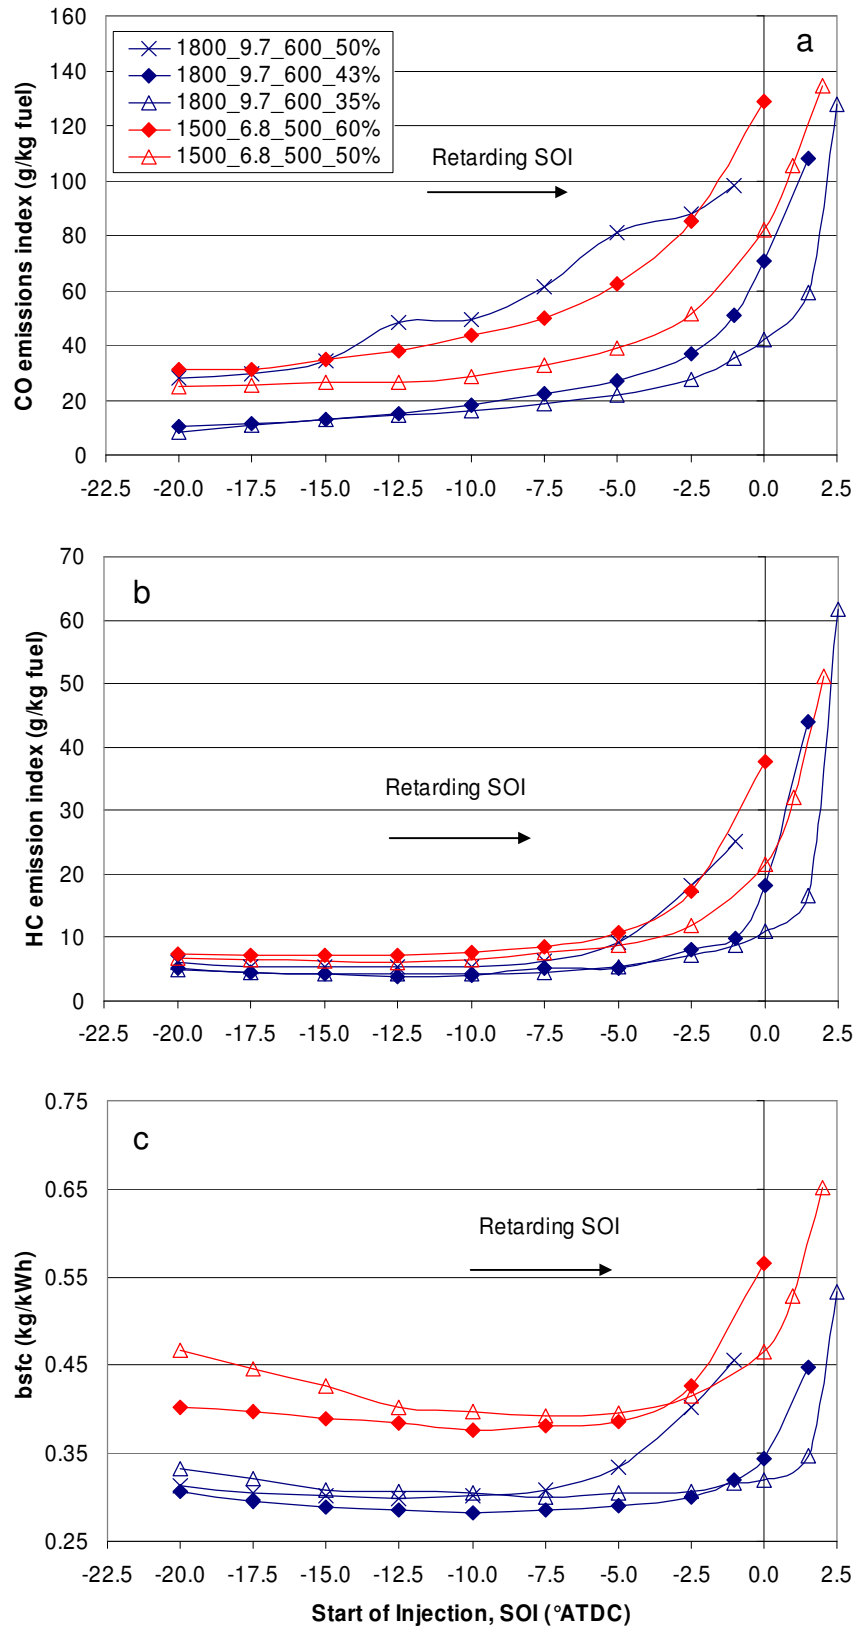 160
140
120
100
80
60
40
20
0
CO emissions index (g/kg fuel)
1800_9.7_600_50%
1800_9.7_600_43%
1800_9.7_600_35%
1500_6.8_500_60%
1500_6.8_500_50%
a
Retarding SOI
-22.5 -20.0 -17.5 -15.0 -12.5 -10.0 -7.5 -5.0 -2.5 0.0 2.5
70
60
50
40
30
20
10
0
HC emission index (g/kg fuel)
b
Retarding SOI
-22.5 -20.0 -17.5 -15.0 -12.5 -10.0 -7.5 -5.0 -2.5 0.0 2.5
0.75
0.65
0.55
0.45
0.35
0.25
bsfc (kg/kWh)
c
Retarding SOI
-22.5 -20.0 -17.5 -15.0 -12.5 -10.0 -7.5 -5.0 -2.5 0.0 2.5
Start of Injection, SOI (°ATDC)